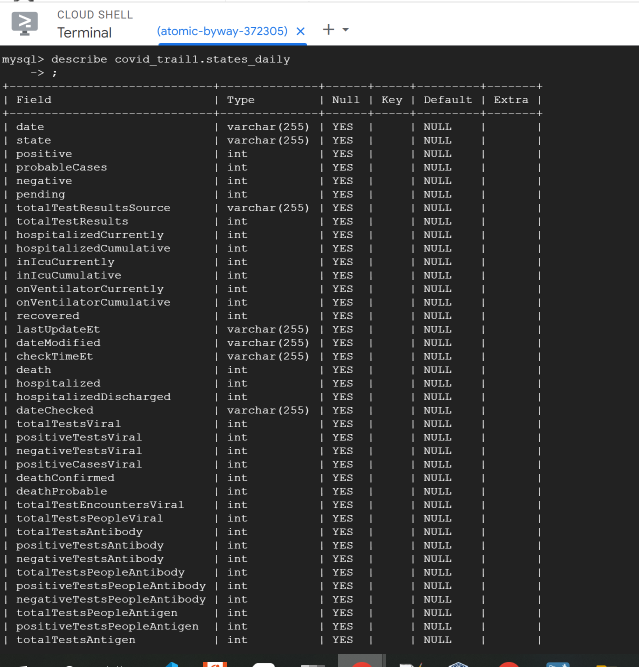 CLOUD SHELL
Terminal
(atomic-byway-372305) × + ▾
mysql> describe covid_trail1.states_daily
    -> ;
+-----------------------------+--------------+------+-----+---------+-------+
| Field                       | Type         | Null | Key | Default | Extra |
+-----------------------------+--------------+------+-----+---------+-------+
| date                        | varchar(255) | YES  |     | NULL    |       |
| state                       | varchar(255) | YES  |     | NULL    |       |
| positive                    | int          | YES  |     | NULL    |       |
| probableCases               | int          | YES  |     | NULL    |       |
| negative                    | int          | YES  |     | NULL    |       |
| pending                     | int          | YES  |     | NULL    |       |
| totalTestResultsSource      | varchar(255) | YES  |     | NULL    |       |
| totalTestResults            | int          | YES  |     | NULL    |       |
| hospitalizedCurrently       | int          | YES  |     | NULL    |       |
| hospitalizedCumulative      | int          | YES  |     | NULL    |       |
| inIcuCurrently              | int          | YES  |     | NULL    |       |
| inIcuCumulative             | int          | YES  |     | NULL    |       |
| onVentilatorCurrently       | int          | YES  |     | NULL    |       |
| onVentilatorCumulative      | int          | YES  |     | NULL    |       |
| recovered                   | int          | YES  |     | NULL    |       |
| lastUpdateEt                | varchar(255) | YES  |     | NULL    |       |
| dateModified                | varchar(255) | YES  |     | NULL    |       |
| checkTimeEt                 | varchar(255) | YES  |     | NULL    |       |
| death                       | int          | YES  |     | NULL    |       |
| hospitalized                | int          | YES  |     | NULL    |       |
| hospitalizedDischarged      | int          | YES  |     | NULL    |       |
| dateChecked                 | varchar(255) | YES  |     | NULL    |       |
| totalTestsViral             | int          | YES  |     | NULL    |       |
| positiveTestsViral          | int          | YES  |     | NULL    |       |
| negativeTestsViral          | int          | YES  |     | NULL    |       |
| positiveCasesViral          | int          | YES  |     | NULL    |       |
| deathConfirmed              | int          | YES  |     | NULL    |       |
| deathProbable               | int          | YES  |     | NULL    |       |
| totalTestEncountersViral    | int          | YES  |     | NULL    |       |
| totalTestsPeopleViral       | int          | YES  |     | NULL    |       |
| totalTestsAntibody          | int          | YES  |     | NULL    |       |
| positiveTestsAntibody       | int          | YES  |     | NULL    |       |
| negativeTestsAntibody       | int          | YES  |     | NULL    |       |
| totalTestsPeopleAntibody    | int          | YES  |     | NULL    |       |
| positiveTestsPeopleAntibody | int          | YES  |     | NULL    |       |
| negativeTestsPeopleAntibody | int          | YES  |     | NULL    |       |
| totalTestsPeopleAntigen     | int          | YES  |     | NULL    |       |
| positiveTestsPeopleAntigen  | int          | YES  |     | NULL    |       |
| totalTestsAntigen           | int          | YES  |     | NULL    |       |